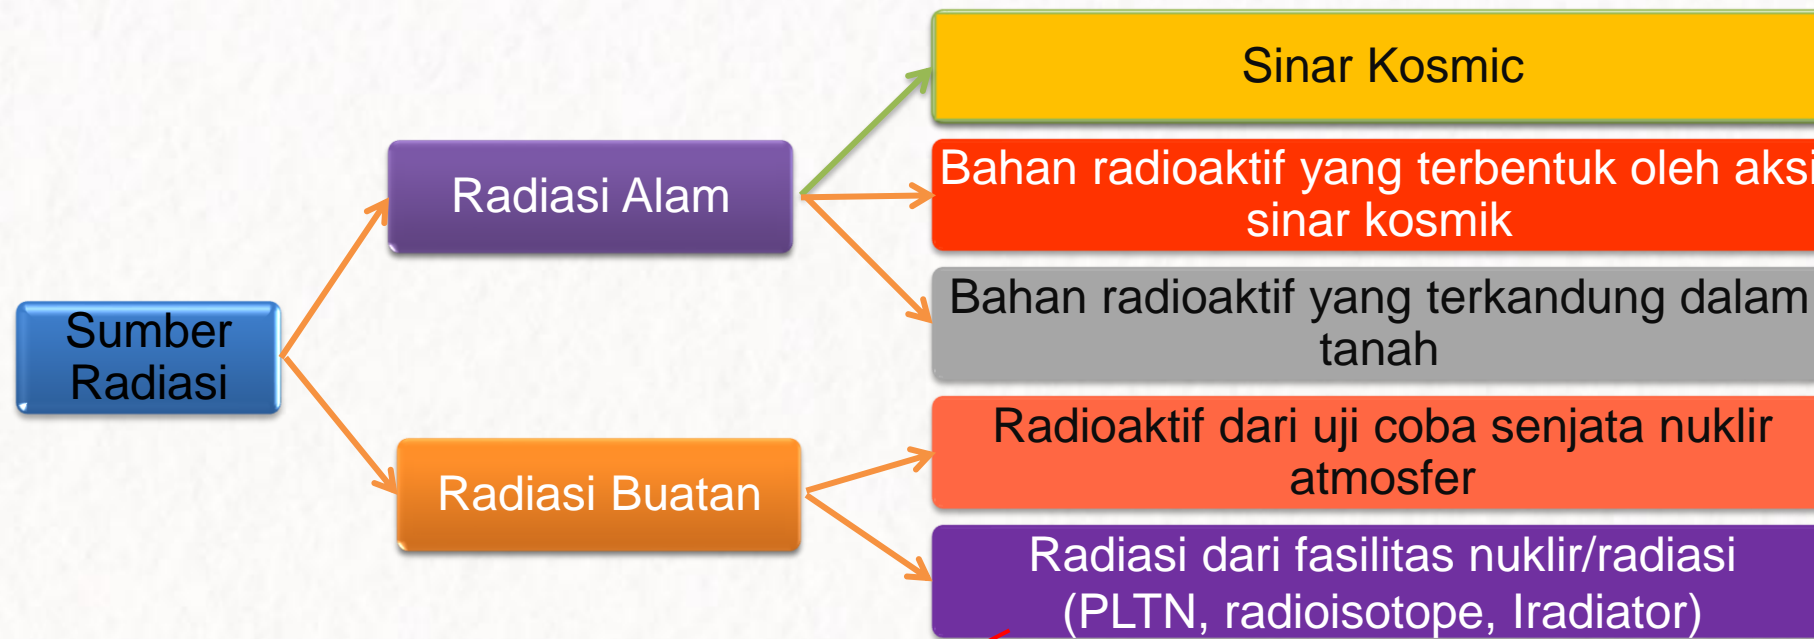 Sumber
Radiasi
Radiasi Alam
Radiasi Buatan
Sinar Kosmic
Bahan radioaktif yang terbentuk oleh aksi
sinar kosmik
Bahan radioaktif yang terkandung dalam
tanah
Radioaktif dari uji coba senjata nuklir
atmosfer
Radiasi dari fasilitas nuklir/radiasi
(PLTN, radioisotope, Iradiator)